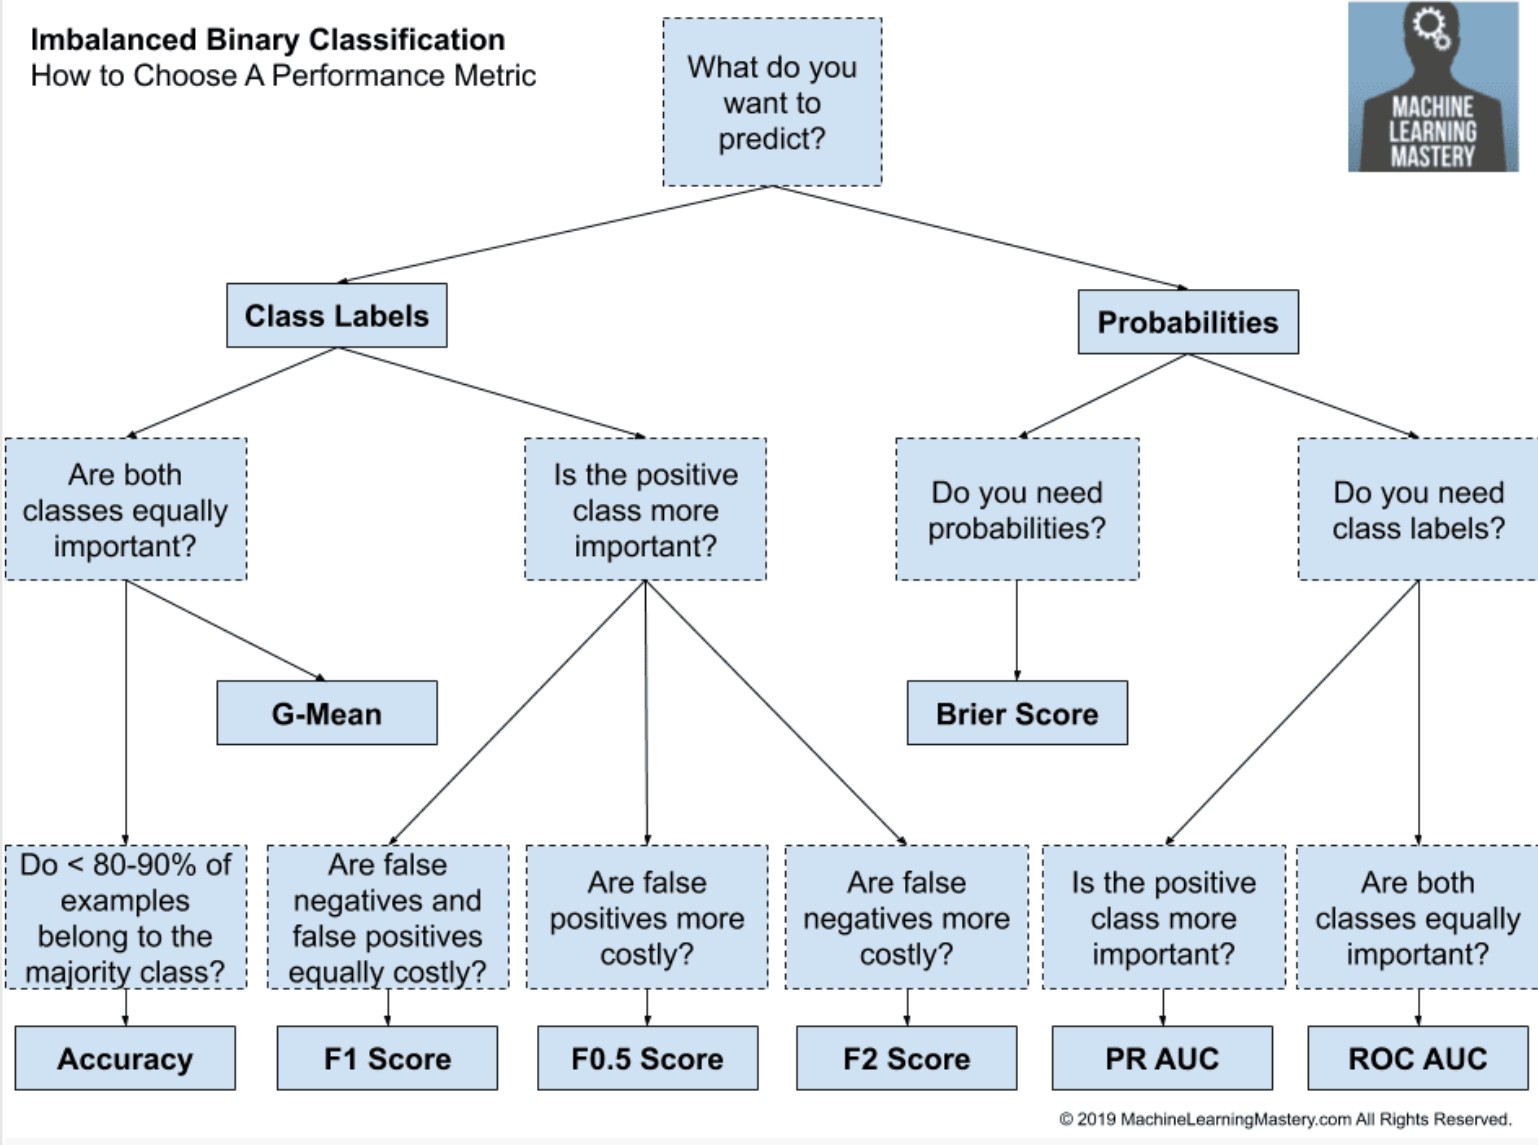 Imbalanced Binary Classification
How to Choose A Performance Metric
What do you
want to
predict?
MACHINE
LEARNING
MASTERY
Class Labels
Probabilities
Are both
classes equally
important?
Is the positive
class more
important?
Do you need
probabilities?
Do you need
class labels?
G-Mean
Brier Score
Do < 80-90% of
examples
belong to the
majority class?
Are false
negatives and
false positives
equally costly?
Are false
positives more
costly?
Are false
negatives more
costly?
Is the positive
class more
important?
Are both
classes equally
important?
Accuracy
F1 Score
F0.5 Score
F2 Score
PR AUC
ROC AUC
© 2019 MachineLearningMastery.com All Rights Reserved.